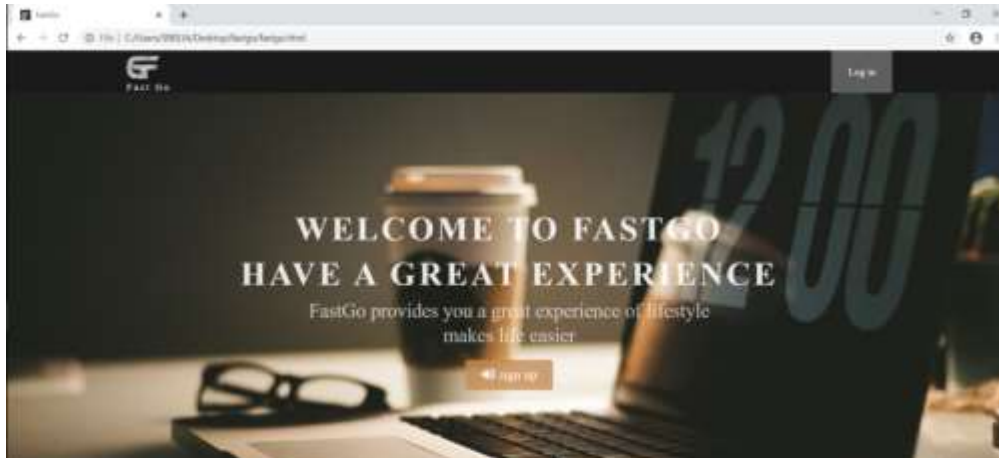 FastGo
Fast Go
Log in
12:00
WELCOME TO FASTGO
HAVE A GREAT EXPERIENCE
FastGo provides you a great experience of lifestyle
makes life easier
sign up